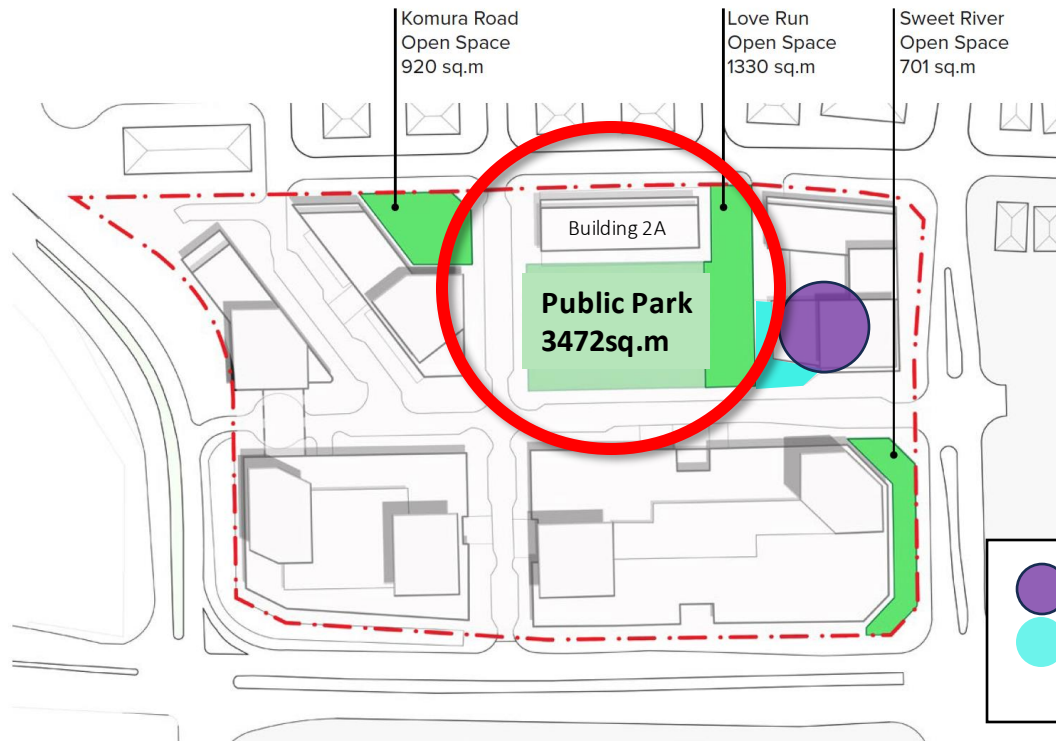 Komura Road
Open Space
920 sq.m
Love Run
Open Space
1330 sq.m
Sweet River
Open Space
701 sq.m
Building 2A
Public Park
3472sq.m